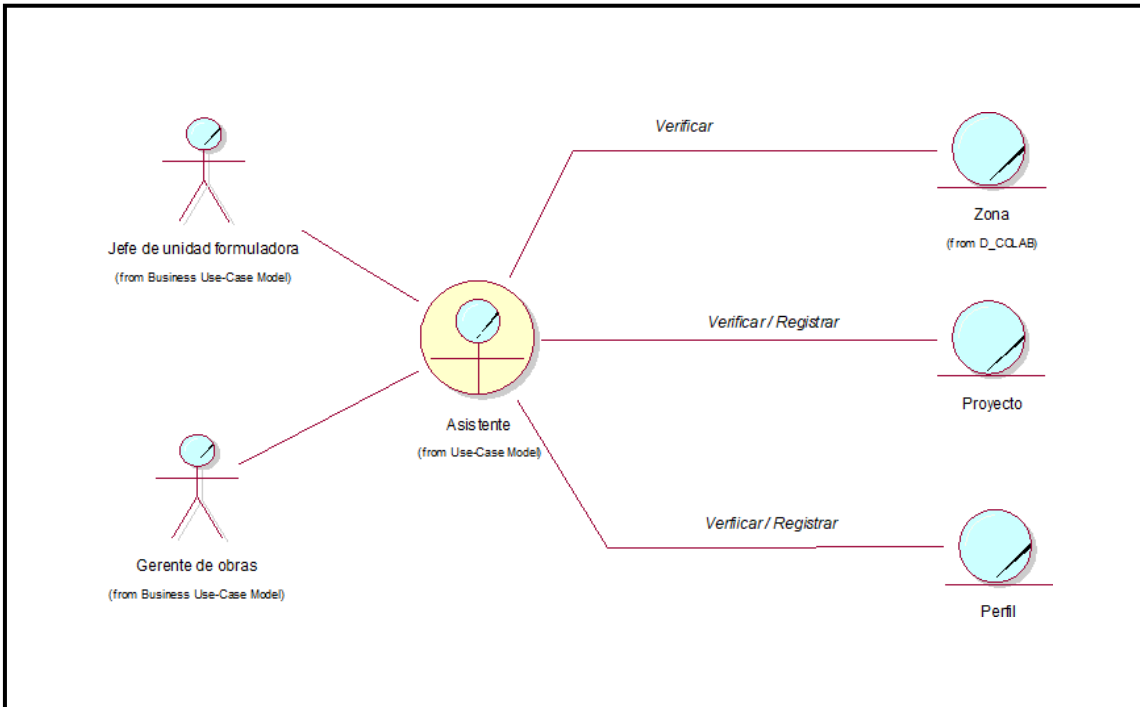 Verificar
Jefe de unidad formuladora
(from Business Use-Case Model)
Zona
(from D_COLAB)
Verificar / Registrar
Asistente
(from Use-Case Model)
Proyecto
Gerente de obras
(from Business Use-Case Model)
Verfiicar / Registrar
Perfil